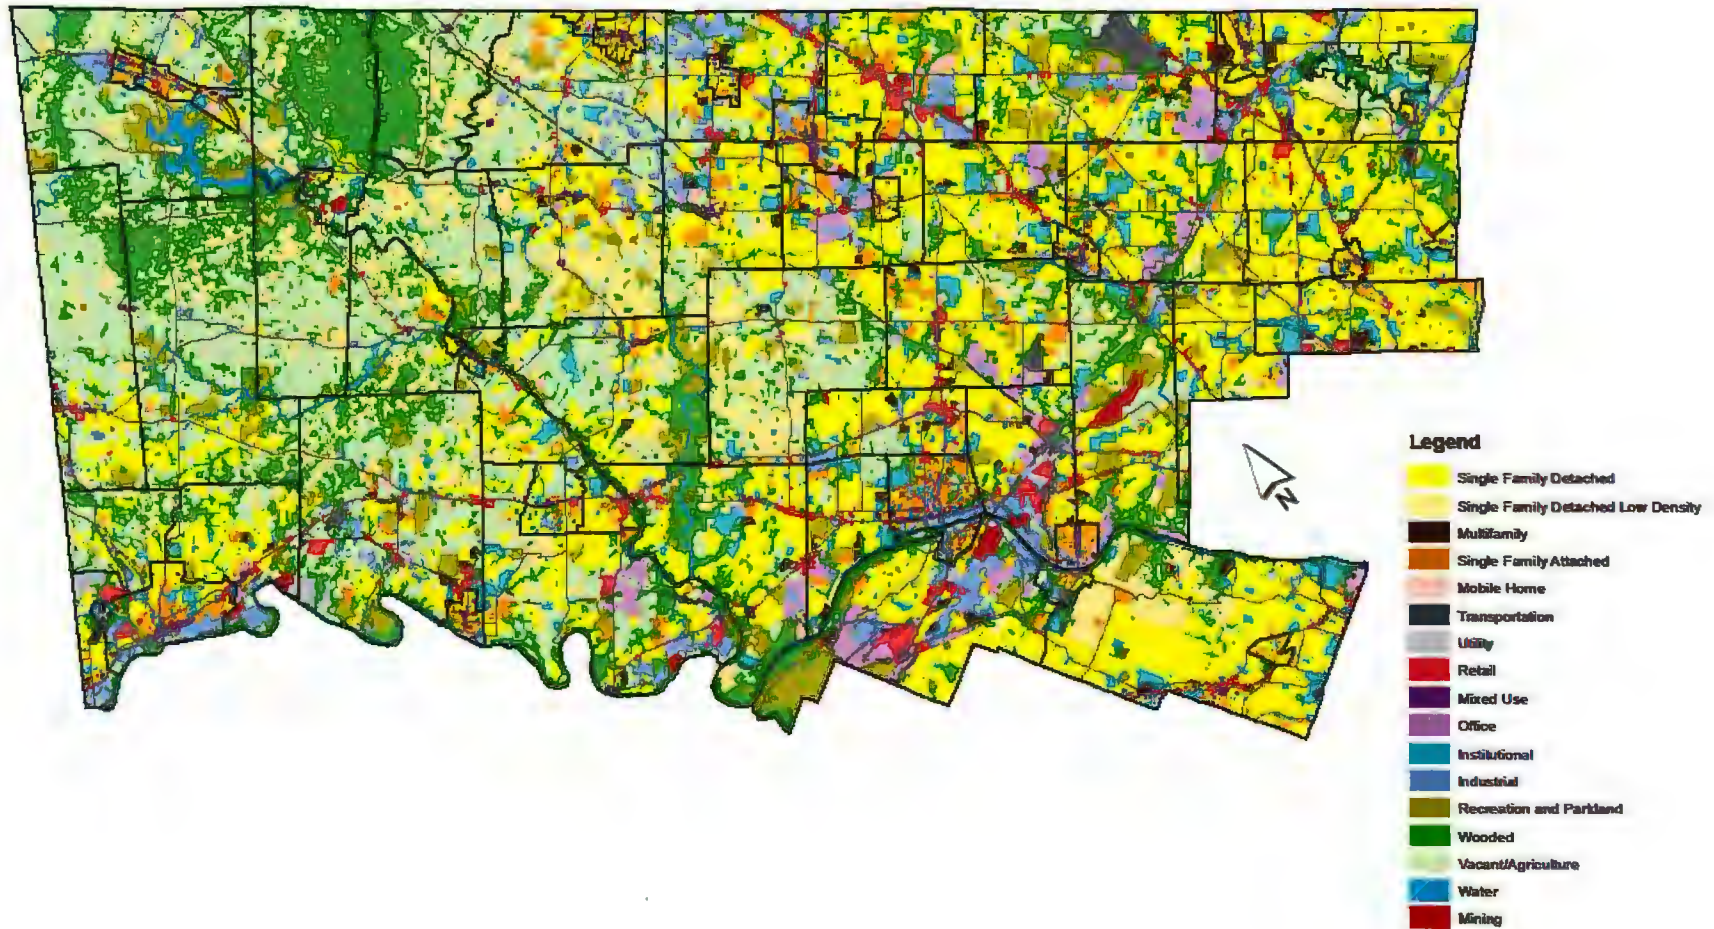 N
Legend
Single Family Detached
Single Family Detached Low Density
Multifamily
Single Family Attached
Mobile Home
Transportation
Utility
Retail
Mixed Use
Office
Institutional
Industrial
Recreation and Parkland
Wooded
Vacant/Agriculture
Water
Mining